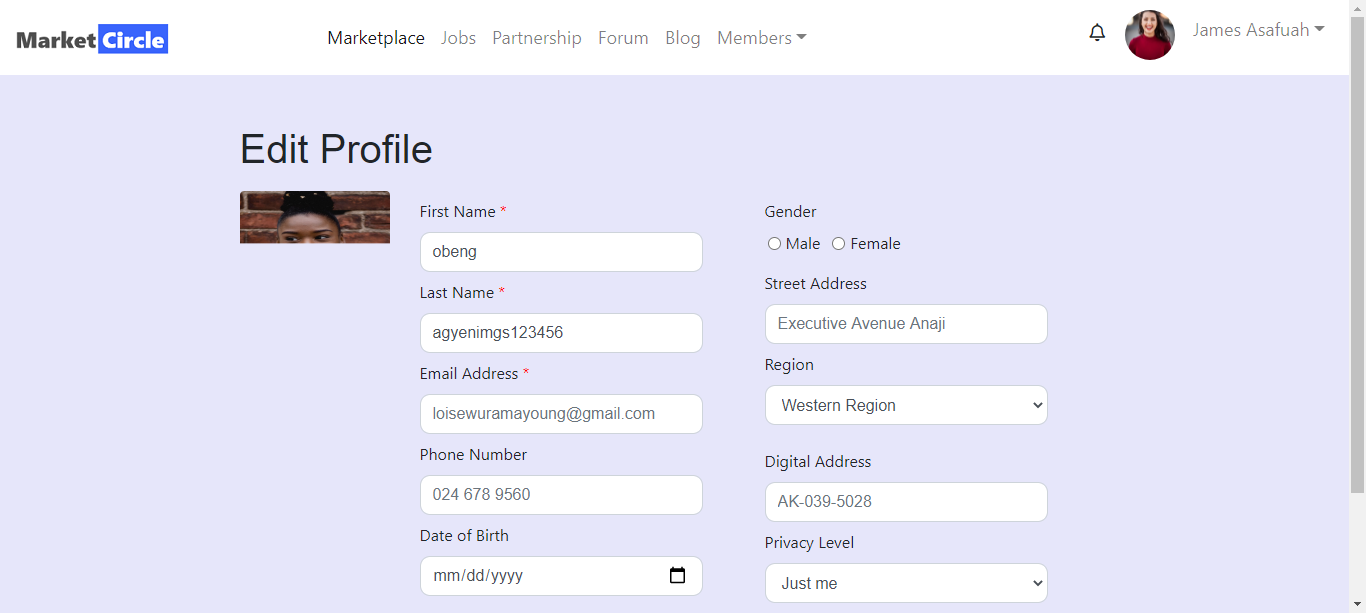 Market Circle
Marketplace Jobs Partnership Forum Blog Members
James Asafuah
Edit Profile
First Name *
obeng
Last Name *
agyenimgs123456
Email Address *
loisewuramayoung@gmail.com
Phone Number
024 678 9560
Date of Birth
mm/dd/yyyy
Gender
Male Female
Street Address
Executive Avenue Anaji
Region
Western Region
Digital Address
AK-039-5028
Privacy Level
Just me